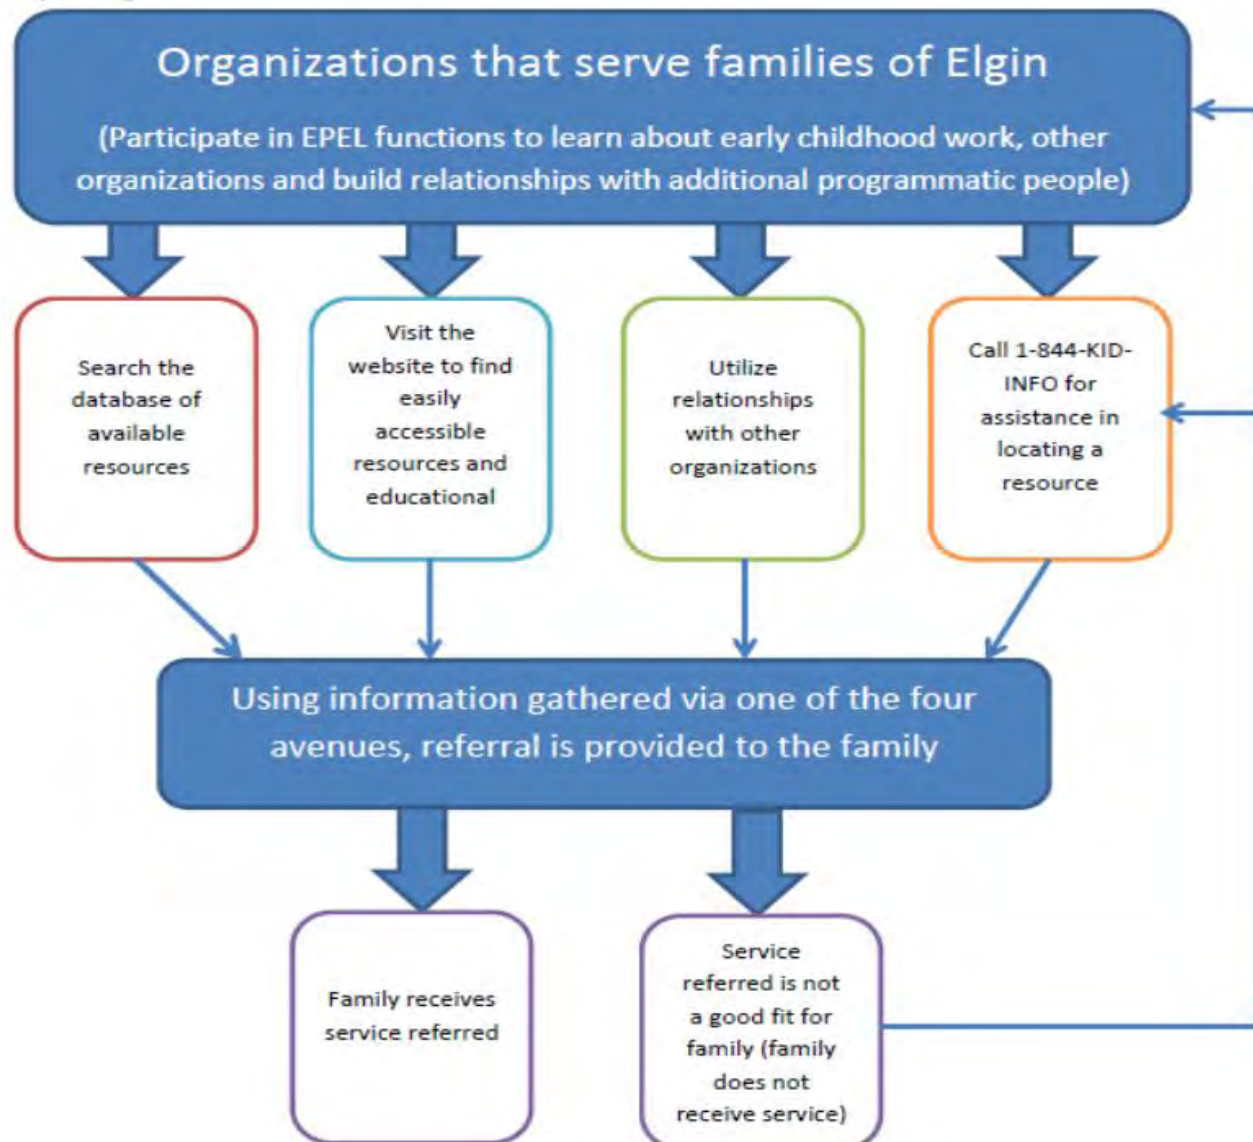 Organizations that serve families of Elgin
(Participate in EPEL functions to learn about early childhood work, other
organizations and build relationships with additional programmatic people)
Search the
database of
available
resources
Visit the
website to find
easily
accessible
resources and
educational
Utilize
relationships
with other
organizations
Call 1-844-KID-
INFO for
assistance in
locating a
resource
Using information gathered via one of the four
avenues, referral is provided to the family
Family receives
service referred
Service
referred is not
a good fit for
family (family
does not
receive service)